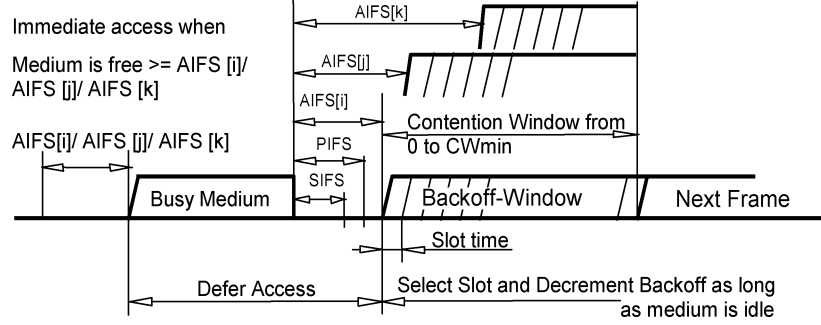 AIFS[k]
Immediate access when
Medium is free >= AIFS [i]/
AIFS[j]
AIFS [j]/ AIFS [k]
AIFS[i]
Contention Window from
AIFS[i]/ AIFS [j]/ AIFS [k]
PIFS
0 to CWmin
SIFS
Busy Medium
Backoff-Window
Next Frame
Slot time
Defer Access
Select Slot and Decrement Backoff as long
as medium is idle